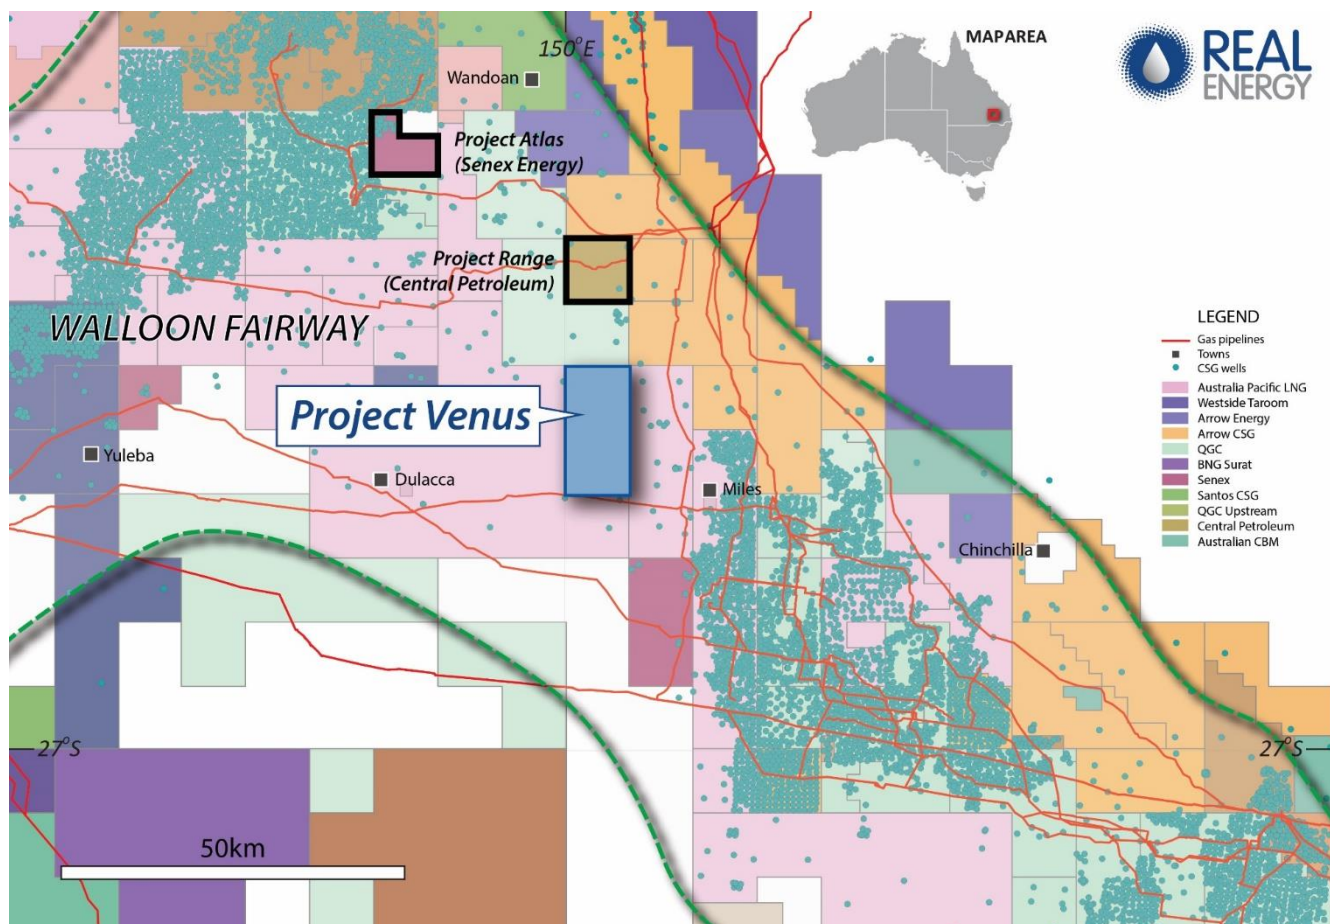 150°E
MAPAREA
REAL
ENERGY
Wandoan
Project Atlas
(Senex Energy)
Project Range
(Central Petroleum)
WALLOON FAIRWAY
Project Venus
Yuleba
Dulacca
Miles
Chinchilla
LEGEND
Gas pipelines
Towns
CSG wells
Australia Pacific LNG
Westside Taroom
Arrow Energy
Arrow CSG
QGC
BNG Surat
Senex
Santos CSG
QGC Upstream
Central Petroleum
Australian CBM
27°S
27°S
50km